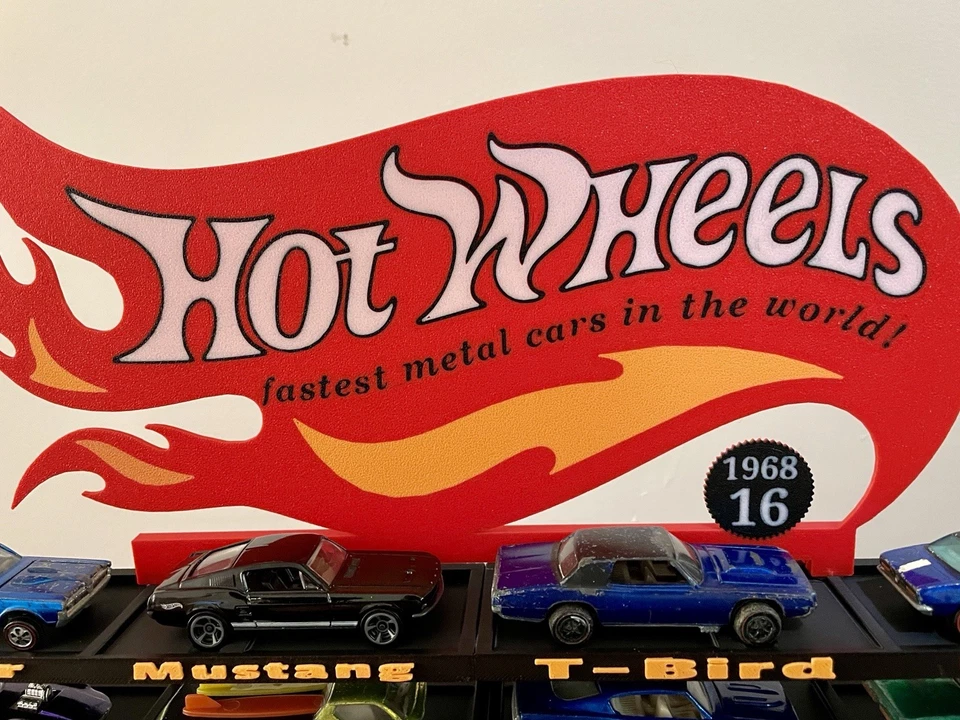 Hot Wheels
fastest metal cars in the world!
1968
16
r Mustang T-Bird